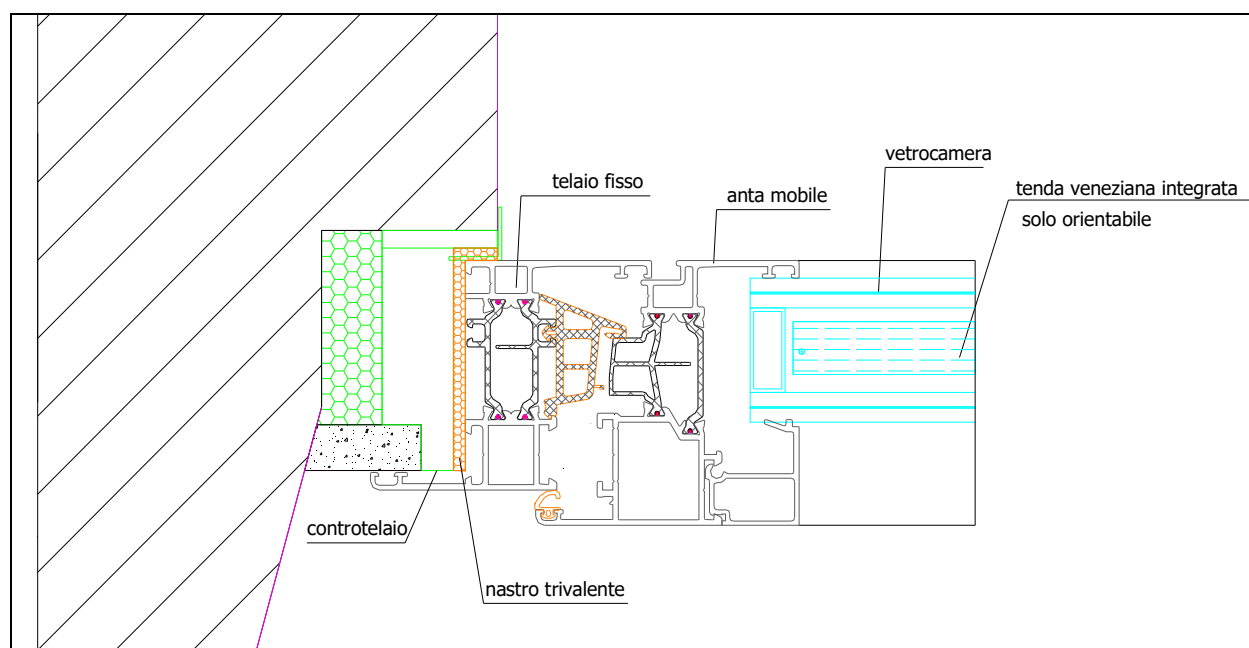 vetrocamera
telaio fisso
anta mobile
tenda veneziana integrata
solo orientabile
controtelaio
nastro trivalente